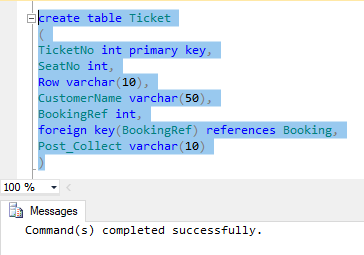 create table Ticket
(
TicketNo int primary key,
SeatNo int,
Row varchar(10),
CustomerName varchar(50),
BookingRef int,
foreign key(BookingRef) references Booking,
Post_Collect varchar(10)
)
100 %
Messages
Command(s) completed successfully.